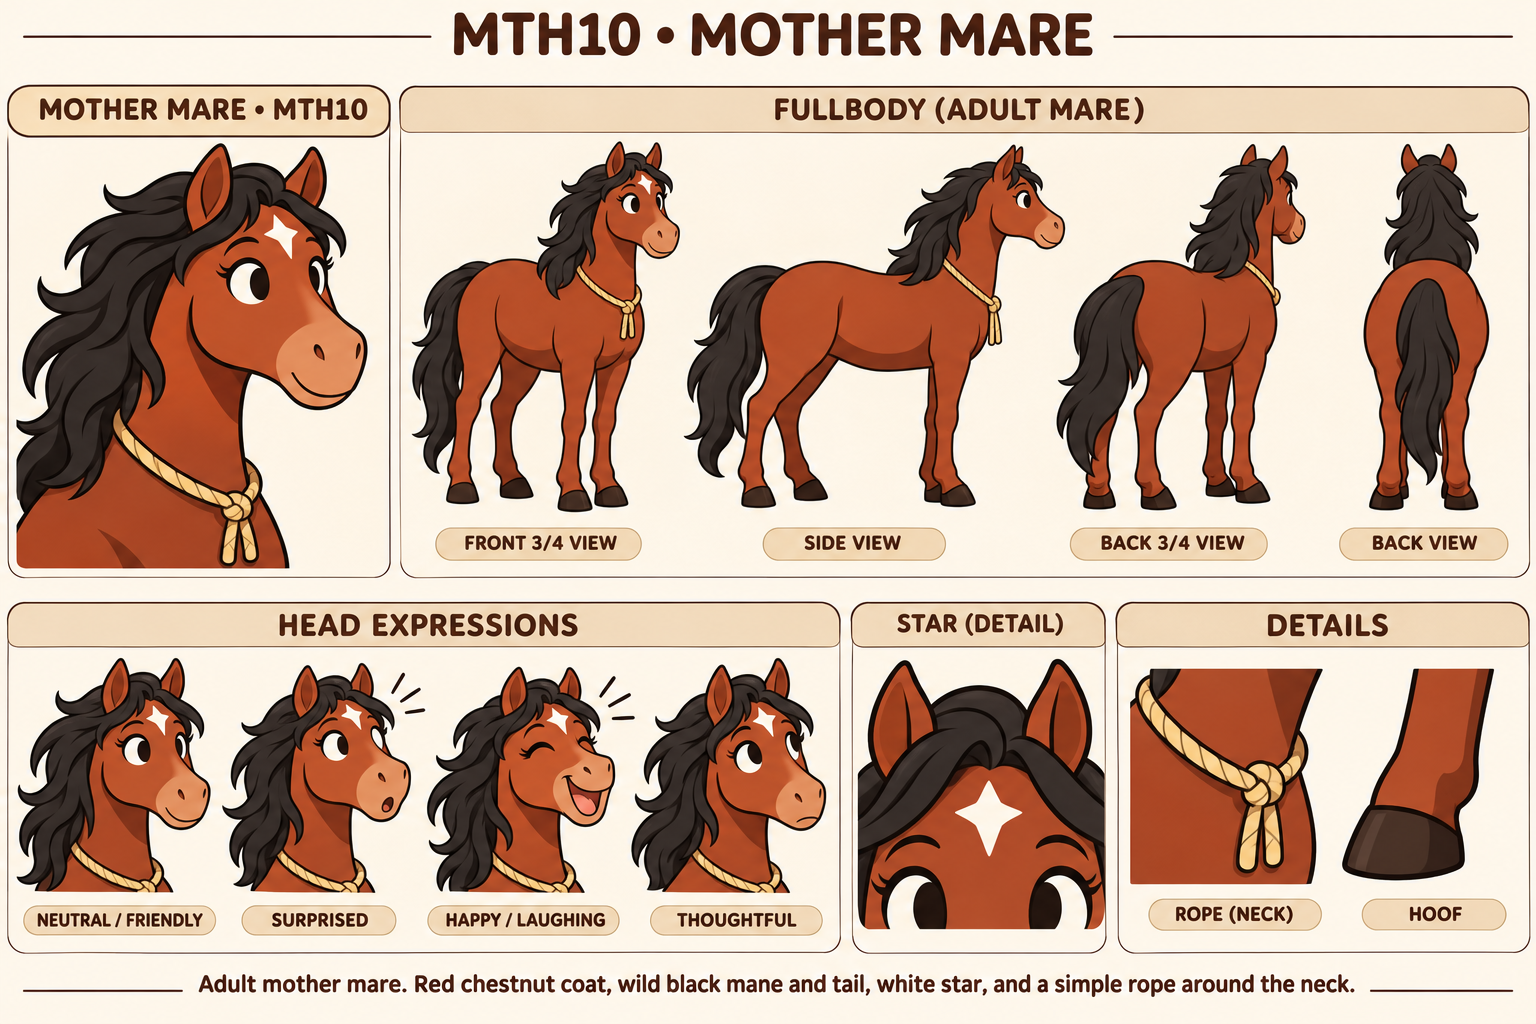 MTH10 • MOTHER MARE
MOTHER MARE • MTH10
FULLBODY (ADULT MARE)
FRONT 3/4 VIEW
SIDE VIEW
BACK 3/4 VIEW
BACK VIEW
HEAD EXPRESSIONS
NEUTRAL / FRIENDLY
SURPRISED
HAPPY / LAUGHING
THOUGHTFUL
STAR (DETAIL)
DETAILS
ROPE (NECK)
HOOF
Adult mother mare. Red chestnut coat, wild black mane and tail, white star, and a simple rope around the neck.